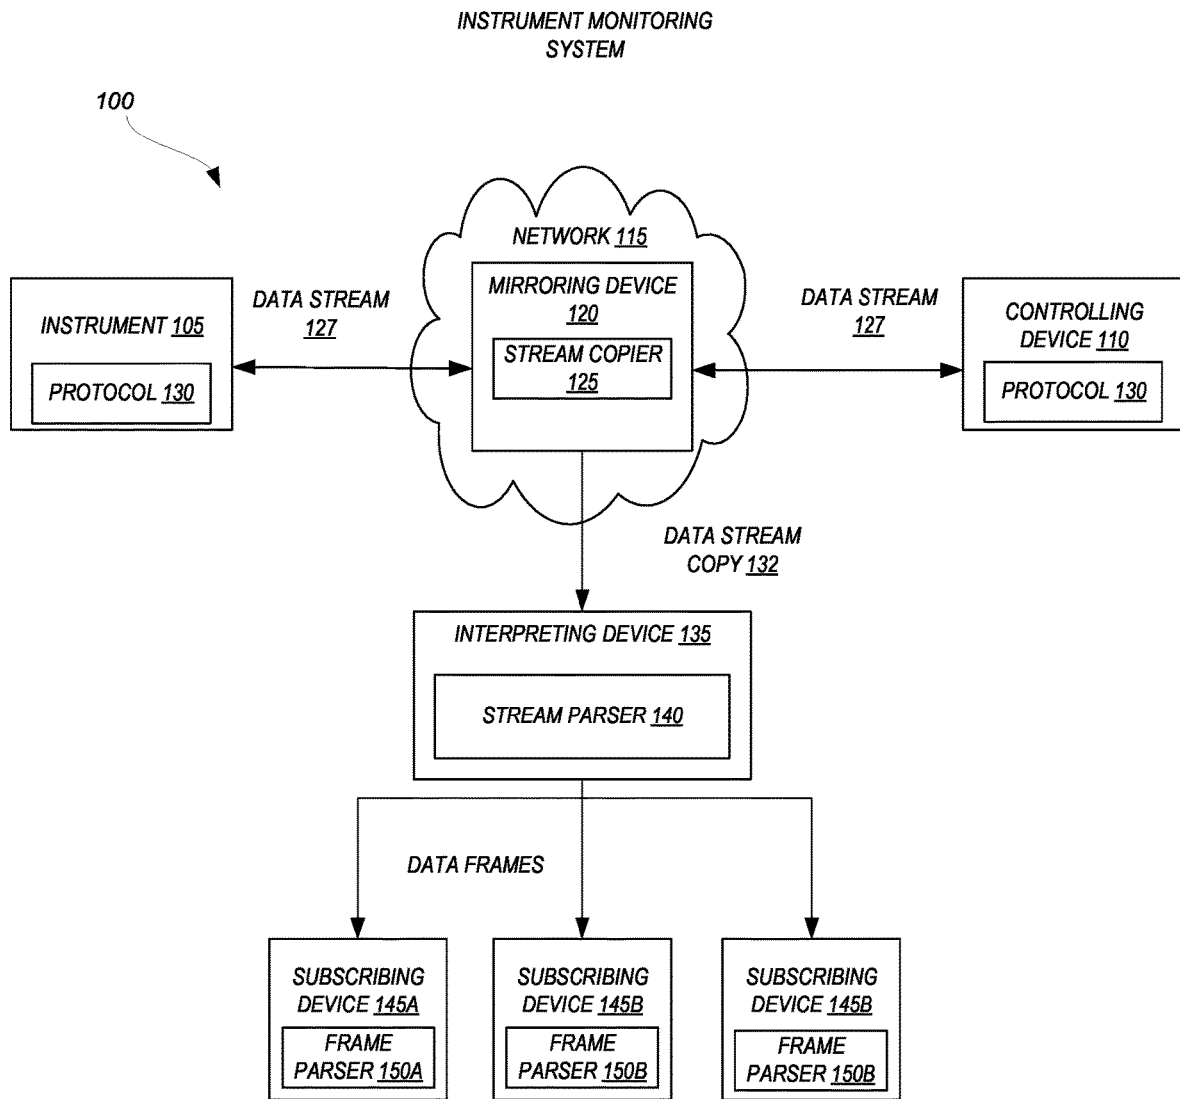 INSTRUMENT MONITORING
SYSTEM
100
NETWORK 115
MIRRORING DEVICE
120
STREAM COPIER
125
DATA STREAM
127
DATA STREAM
127
INSTRUMENT 105
PROTOCOL 130
CONTROLLING
DEVICE 110
PROTOCOL 130
DATA STREAM
COPY 132
INTERPRETING DEVICE 135
STREAM PARSER 140
DATA FRAMES
SUBSCRIBING
DEVICE 145A
FRAME
PARSER 150A
SUBSCRIBING
DEVICE 145B
FRAME
PARSER 150B
SUBSCRIBING
DEVICE 145B
FRAME
PARSER 150B